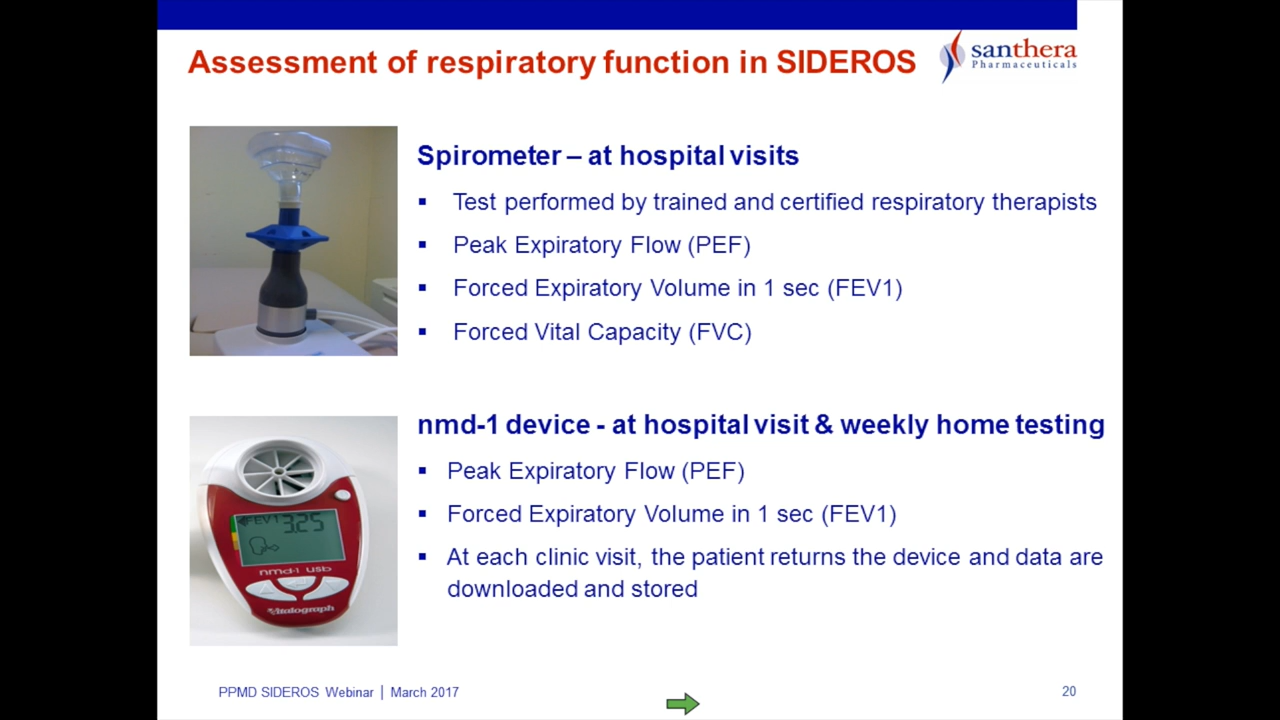 Assessment of respiratory function in SIDEROS
santhera
Pharmaceuticals
Spirometer – at hospital visits
▪ Test performed by trained and certified respiratory therapists
▪ Peak Expiratory Flow (PEF)
▪ Forced Expiratory Volume in 1 sec (FEV1)
▪ Forced Vital Capacity (FVC)
nmd-1 device - at hospital visit & weekly home testing
▪ Peak Expiratory Flow (PEF)
▪ Forced Expiratory Volume in 1 sec (FEV1)
▪ At each clinic visit, the patient returns the device and data are
downloaded and stored
FEV1 3.25
nmd-1 USB
Vitalograph
PPMD SIDEROS Webinar | March 2017
20